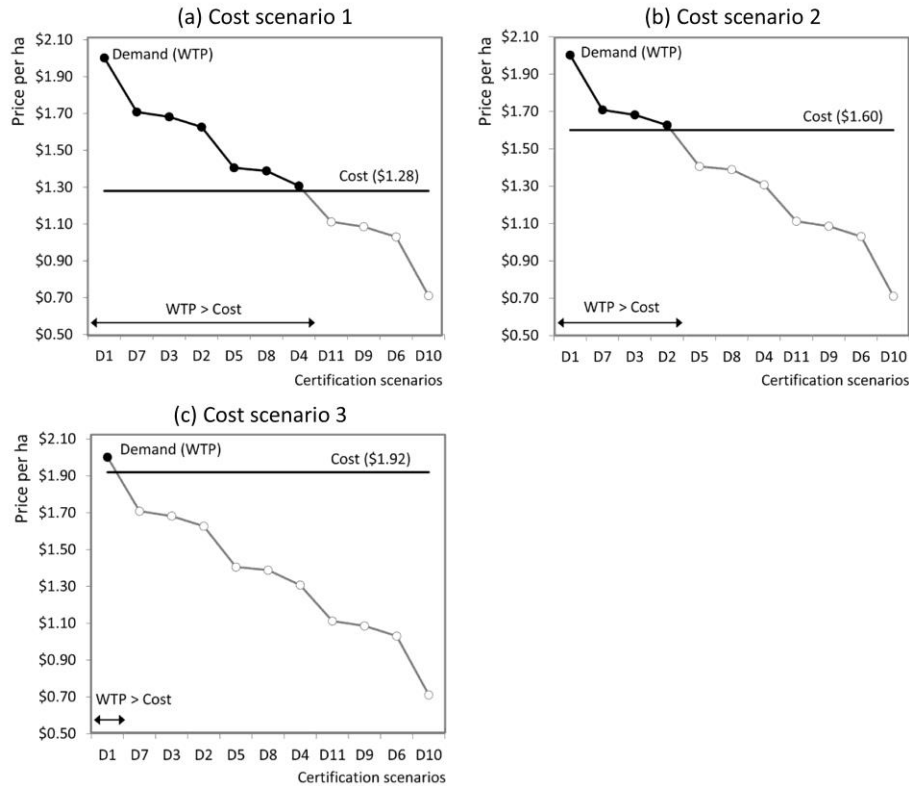 (a) Cost scenario 1
Price per ha
$2.10
$1.90
$1.70
$1.50
$1.30
$1.10
$0.90
$0.70
$0.50
Demand (WTP)
Cost ($1.28)
WTP > Cost
D1 D7 D3 D2 D5 D8 D4 D11 D9 D6 D10
Certification scenarios
(b) Cost scenario 2
Price per ha
$2.10
$1.90
$1.70
$1.50
$1.30
$1.10
$0.90
$0.70
$0.50
Demand (WTP)
Cost ($1.60)
WTP > Cost
D1 D7 D3 D2 D5 D8 D4 D11 D9 D6 D10
Certification scenarios
(c) Cost scenario 3
Price per ha
$2.10
$1.90
$1.70
$1.50
$1.30
$1.10
$0.90
$0.70
$0.50
Demand (WTP)
Cost ($1.92)
WTP > Cost
D1 D7 D3 D2 D5 D8 D4 D11 D9 D6 D10
Certification scenarios